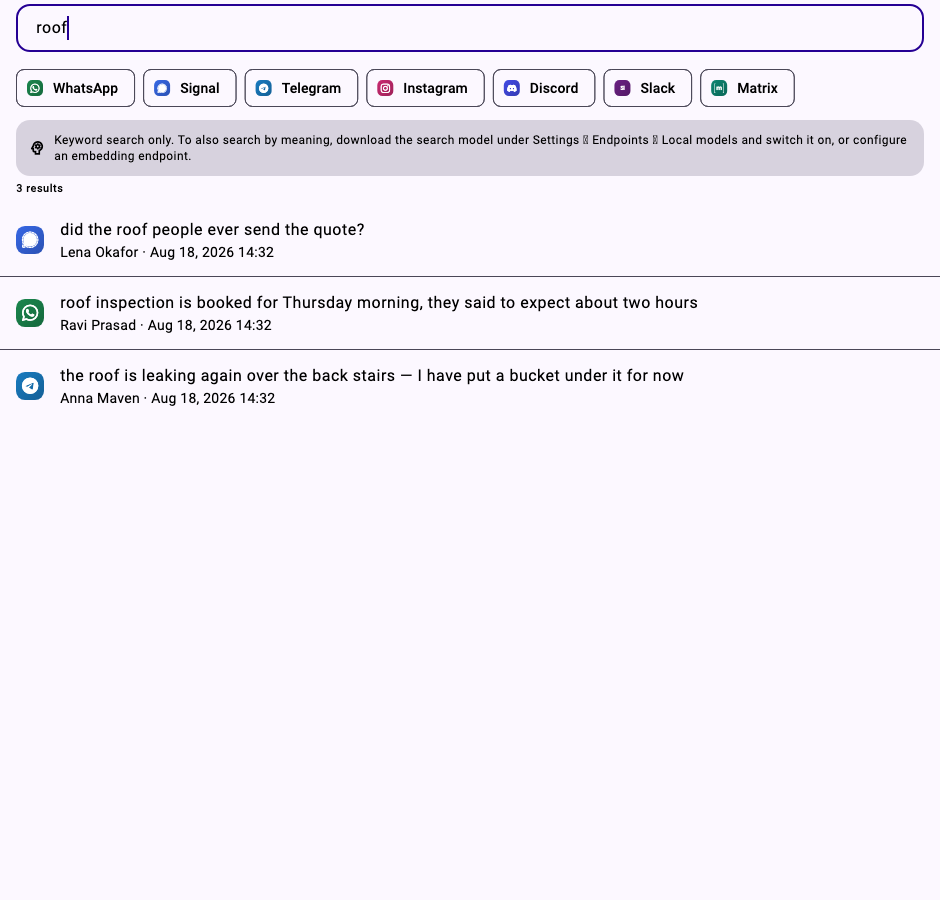 roof
WhatsApp
Signal
Telegram
Instagram
Discord
Slack
Matrix
Keyword search only. To also search by meaning, download the search model under Settings Endpoints Local models and switch it on, or configure
an embedding endpoint.
3 results
did the roof people ever send the quote?
Lena Okafor · Aug 18, 2026 14:32
roof inspection is booked for Thursday morning, they said to expect about two hours
Ravi Prasad · Aug 18, 2026 14:32
the roof is leaking again over the back stairs — I have put a bucket under it for now
Anna Maven · Aug 18, 2026 14:32